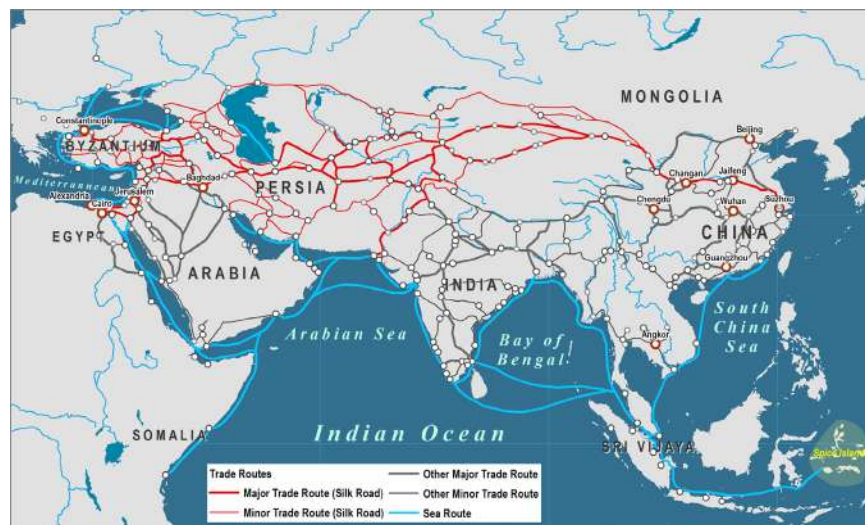 MONGOLIA
Constantinople
BYZANTIUM
Beijing
Mediterranean
Baghdad
Changan
Jaifeng
PERSIA
Alexandria
Jerusalem
Cairo
Chengdu
Wuhan
Suzhou
EGYPT
CHINA
ARABIA
INDIA
Guangzhou
Arabian Sea
Bay of
Bengal
South
China
Sea
Angkor
SOMALIA
Indian Ocean
SRI VIJAYA
Spice Island
Trade Routes
Major Trade Route (Silk Road)
Minor Trade Route (Silk Road)
Other Major Trade Route
Other Minor Trade Route
Sea Route